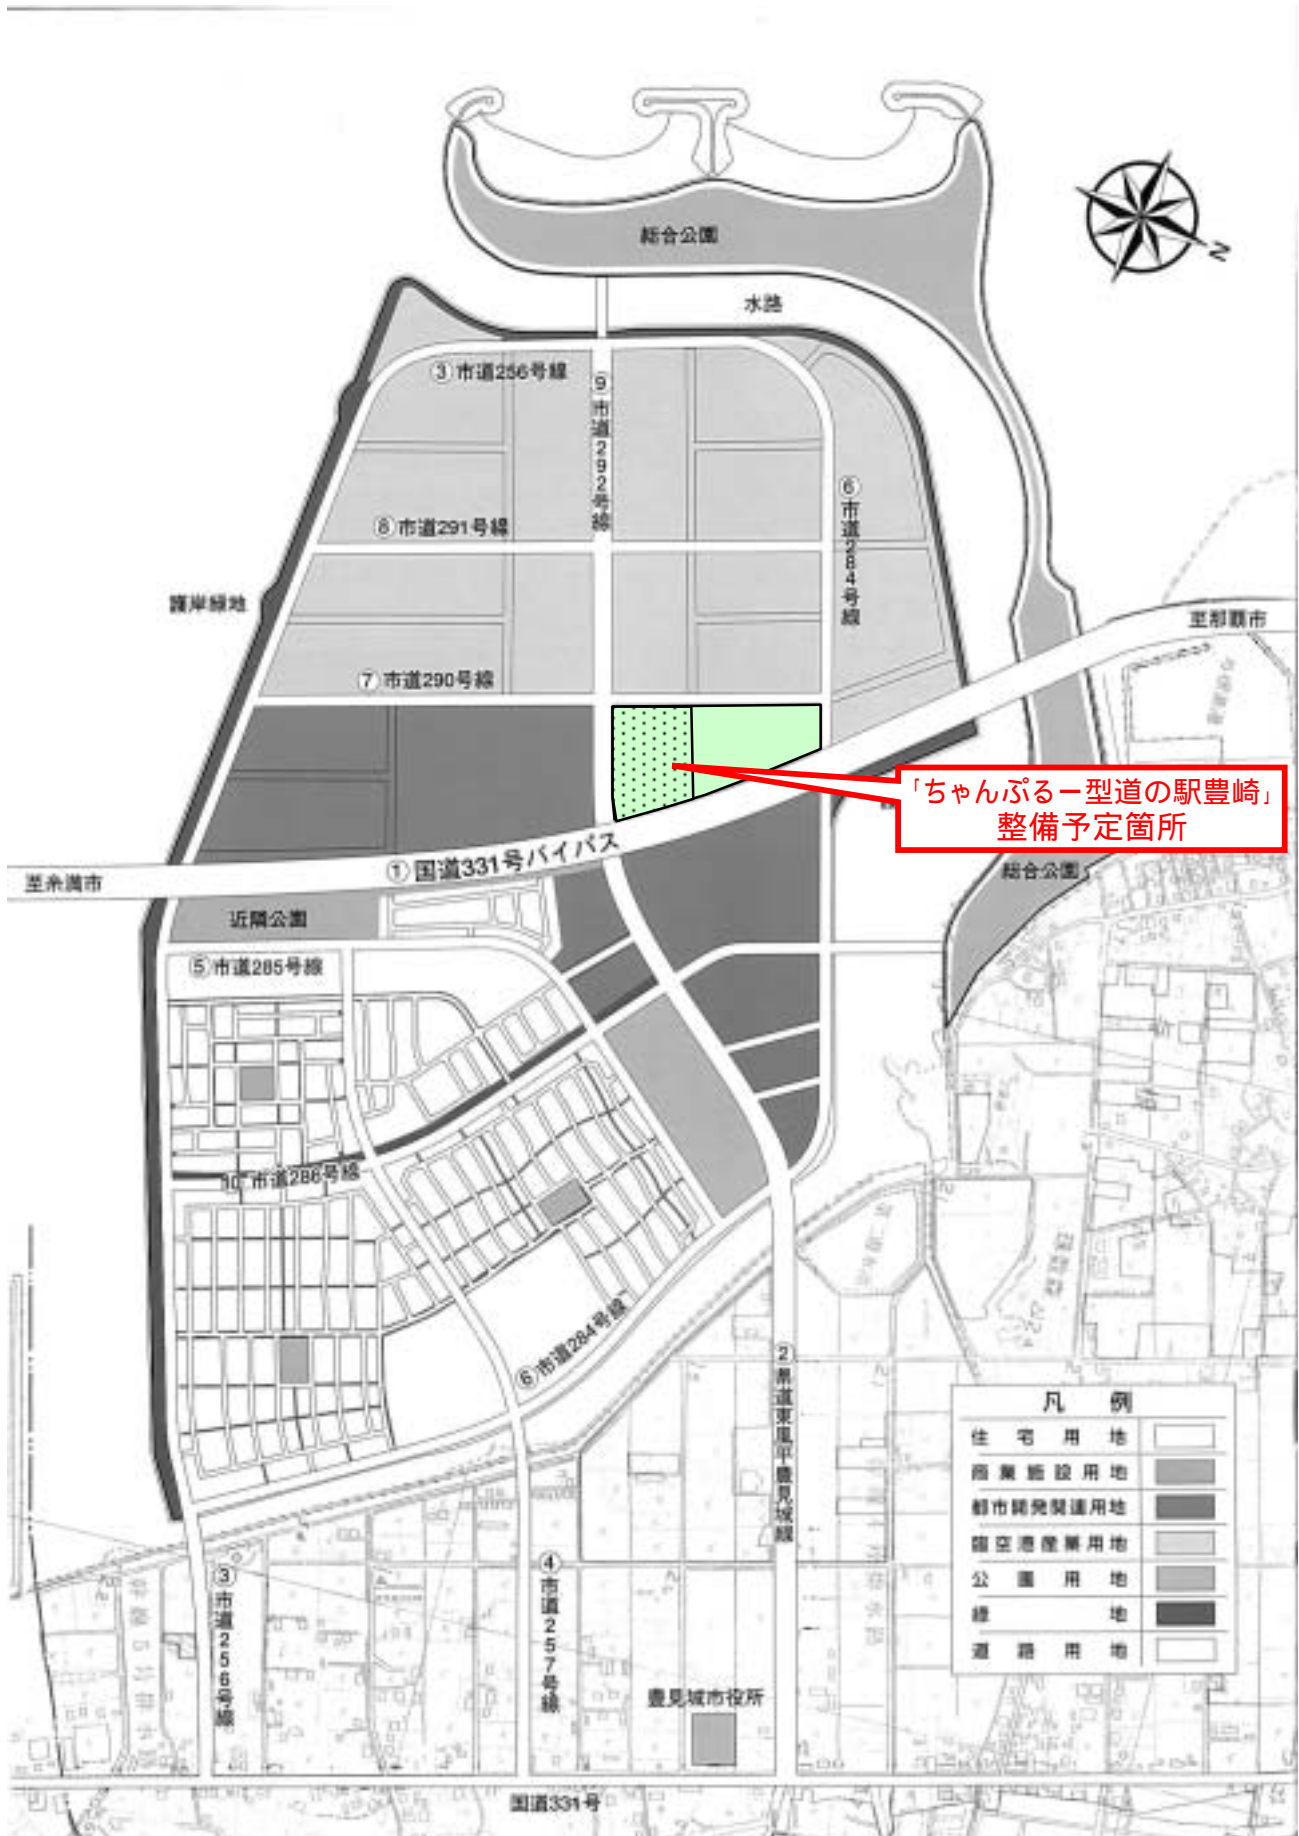 総合公園
水路
N
③市道256号線
⑨市道292号線
⑥市道284号線
⑧市道291号線
護岸緑地
至那覇市
⑦市道290号線
「ちゃんぷるー型道の駅豊崎」
整備予定箇所
①国道331号バイパス
至糸満市
総合公園
近隣公園
⑤市道285号線
⑩市道286号線
⑥市道284号線
②県道東風平豊見城線
凡 例
住宅用地
商業施設用地
都市開発関連用地
臨空港産業用地
公園用地
緑地
道路用地
③市道256号線
④市道257号線
豊見城市役所
国道331号